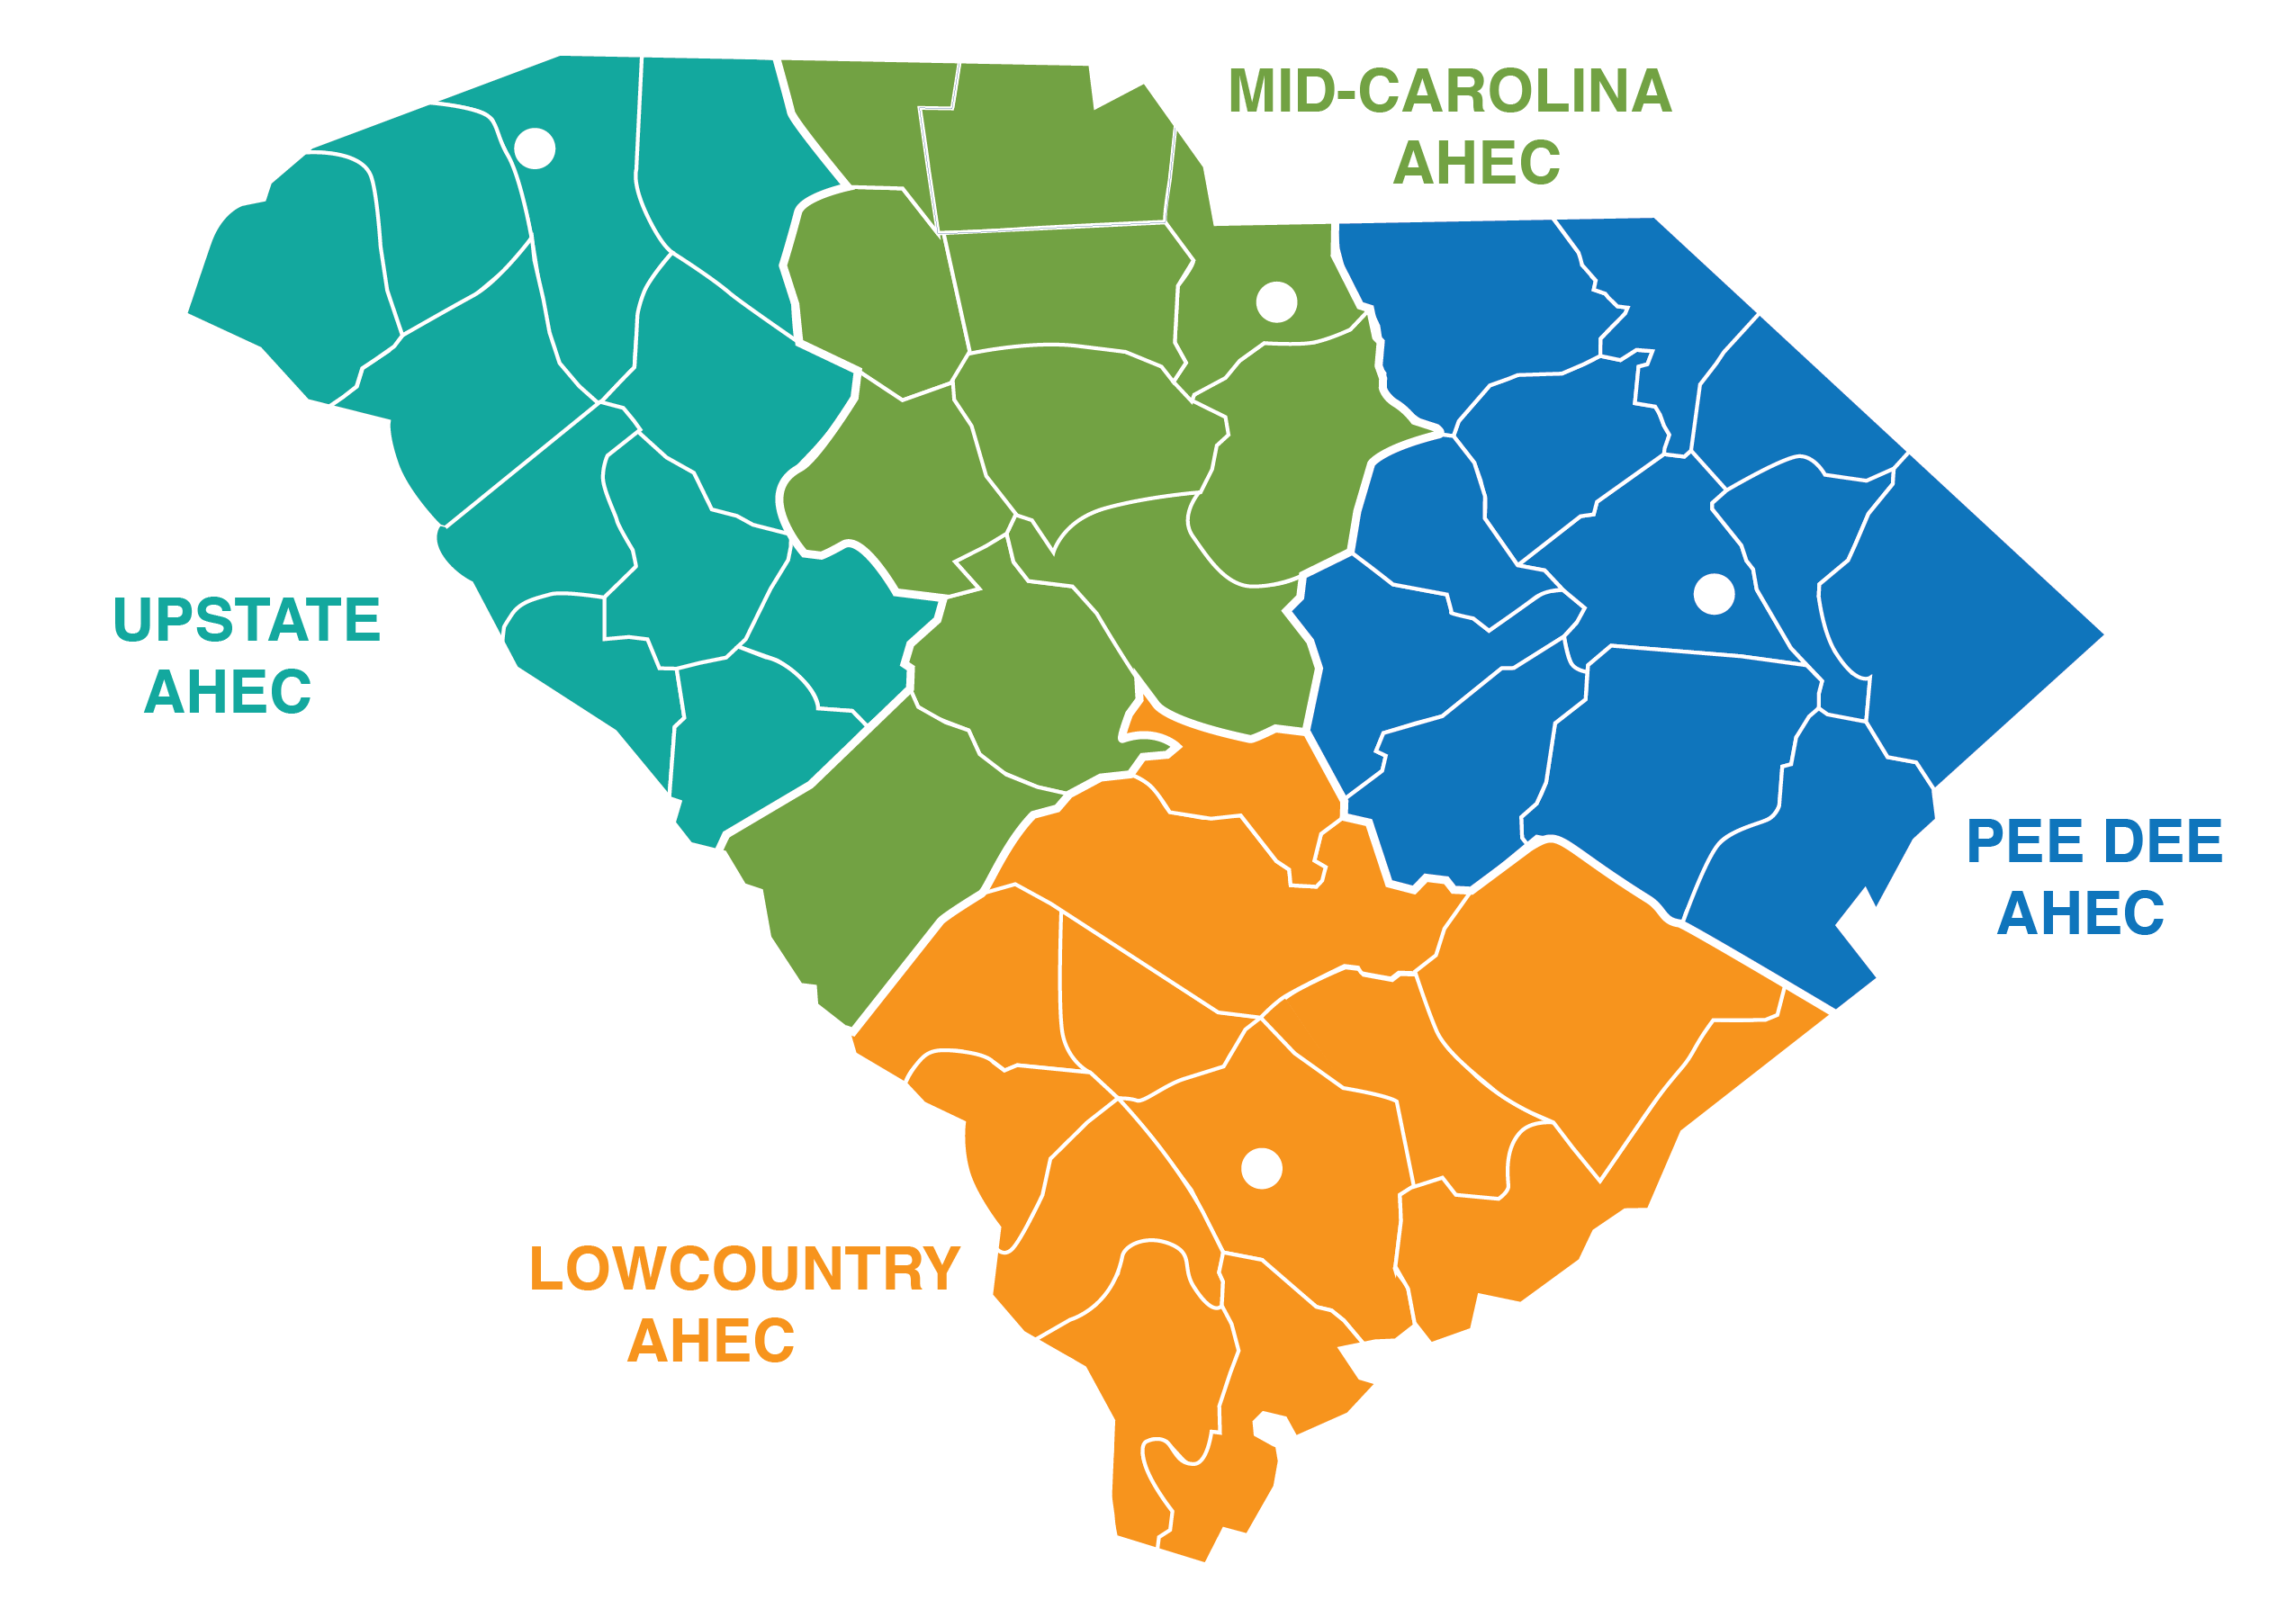 MID-CAROLINA
AHEC
UPSTATE
AHEC
PEE DEE
AHEC
LOWCOUNTRY
AHEC